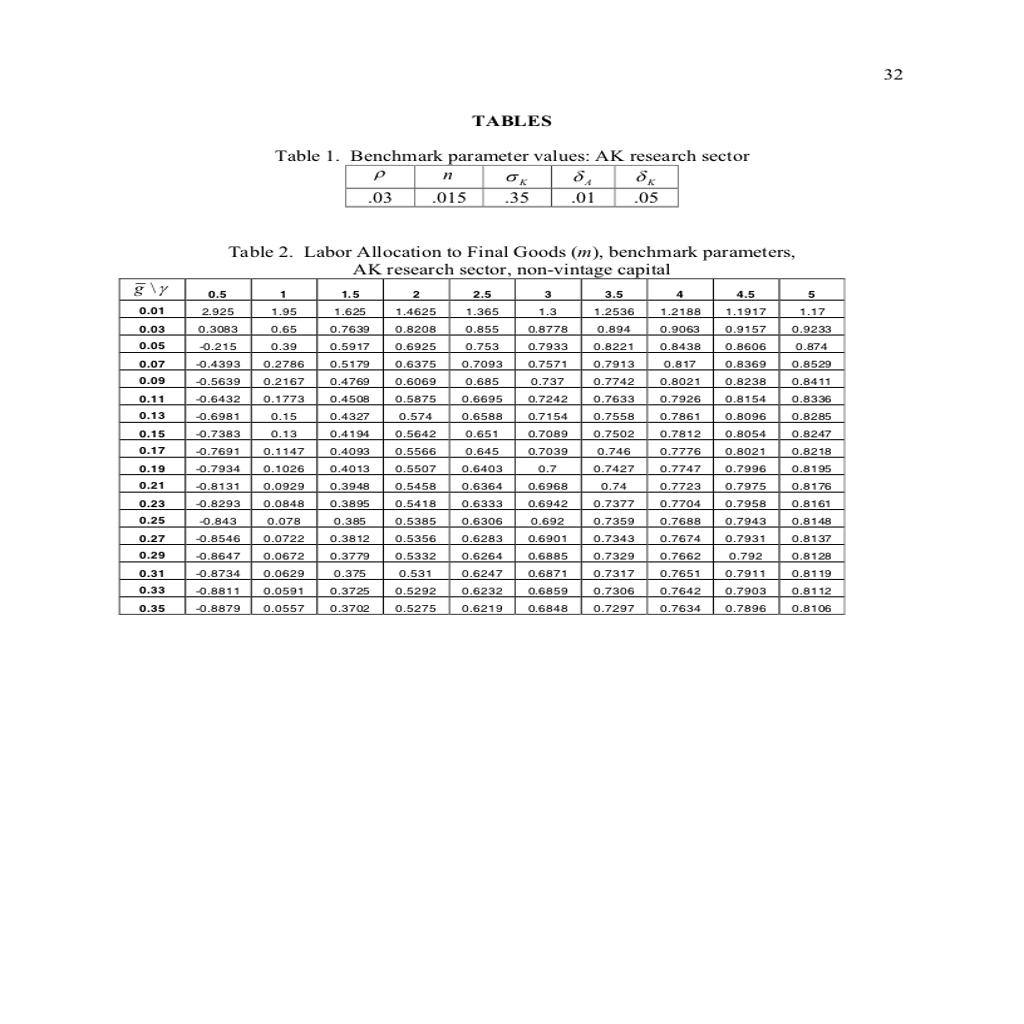 32
TABLES
Table 1. Benchmark parameter values: AK research sector
ρ n σK δA δK
.03 .015 .35 .01 .05
Table 2. Labor Allocation to Final Goods (m), benchmark parameters,
AK research sector, non-vintage capital
g̅ \ γ 0.5 1 1.5 2 2.5 3 3.5 4 4.5 5
0.01 2.925 1.95 1.625 1.4625 1.365 1.3 1.2536 1.2188 1.1917 1.17
0.03 0.3083 0.65 0.7639 0.8208 0.855 0.8778 0.894 0.9063 0.9157 0.9233
0.05 -0.215 0.39 0.5917 0.6925 0.753 0.7933 0.8221 0.8438 0.8606 0.874
0.07 -0.4393 0.2786 0.5179 0.6375 0.7093 0.7571 0.7913 0.817 0.8369 0.8529
0.09 -0.5639 0.2167 0.4769 0.6069 0.685 0.737 0.7742 0.8021 0.8238 0.8411
0.11 -0.6432 0.1773 0.4508 0.5875 0.6695 0.7242 0.7633 0.7926 0.8154 0.8336
0.13 -0.6981 0.15 0.4327 0.574 0.6588 0.7154 0.7558 0.7861 0.8096 0.8285
0.15 -0.7383 0.13 0.4194 0.5642 0.651 0.7089 0.7502 0.7812 0.8054 0.8247
0.17 -0.7691 0.1147 0.4093 0.5566 0.645 0.7039 0.746 0.7776 0.8021 0.8218
0.19 -0.7934 0.1026 0.4013 0.5507 0.6403 0.7 0.7427 0.7747 0.7996 0.8195
0.21 -0.8131 0.0929 0.3948 0.5458 0.6364 0.6968 0.74 0.7723 0.7975 0.8176
0.23 -0.8293 0.0848 0.3895 0.5418 0.6333 0.6942 0.7377 0.7704 0.7958 0.8161
0.25 -0.843 0.078 0.385 0.5385 0.6306 0.692 0.7359 0.7688 0.7943 0.8148
0.27 -0.8546 0.0722 0.3812 0.5356 0.6283 0.6901 0.7343 0.7674 0.7931 0.8137
0.29 -0.8647 0.0672 0.3779 0.5332 0.6264 0.6885 0.7329 0.7662 0.792 0.8128
0.31 -0.8734 0.0629 0.375 0.531 0.6247 0.6871 0.7317 0.7651 0.7911 0.8119
0.33 -0.8811 0.0591 0.3725 0.5292 0.6232 0.6859 0.7306 0.7642 0.7903 0.8112
0.35 -0.8879 0.0557 0.3702 0.5275 0.6219 0.6848 0.7297 0.7634 0.7896 0.8106